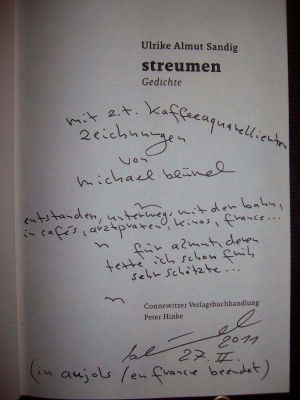 Ulrike Almut Sandig
streumen
Gedichte
mit z.t. Kaffeeaquarellierten
Zeichnungen
von
michael blümel
entstanden, unterwegs mit der bahn,
in cafés, arztpraxen, kinos, france...
für almut, deren
texte ich schon früh
sehr schätzte...
Connewitzer Verlagsbuchhandlung
Peter Hinke
2011
27. II.
(in anjols / en france beendet)